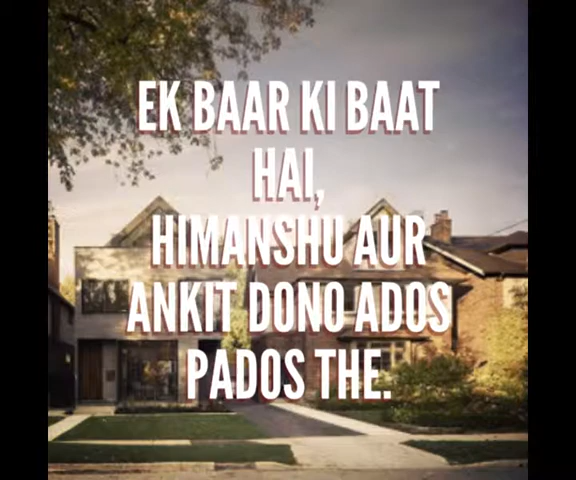 EK BAAR KI BAAT
HAI,
HIMANSHU AUR
ANKIT DONO ADOS
PADOS THE.